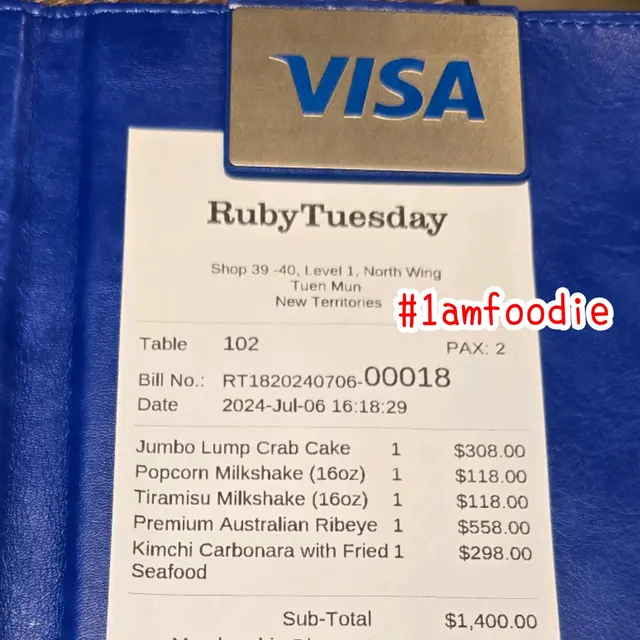 VISA
RubyTuesday
Shop 39 -40, Level 1, North Wing
Tuen Mun
New Territories
#1amfoodie
Table 102 PAX: 2
Bill No.: RT1820240706-00018
Date 2024-Jul-06 16:18:29
Jumbo Lump Crab Cake 1 $308.00
Popcorn Milkshake (16oz) 1 $118.00
Tiramisu Milkshake (16oz) 1 $118.00
Premium Australian Ribeye 1 $558.00
Kimchi Carbonara with Fried 1 $298.00
Seafood
Sub-Total $1,400.00